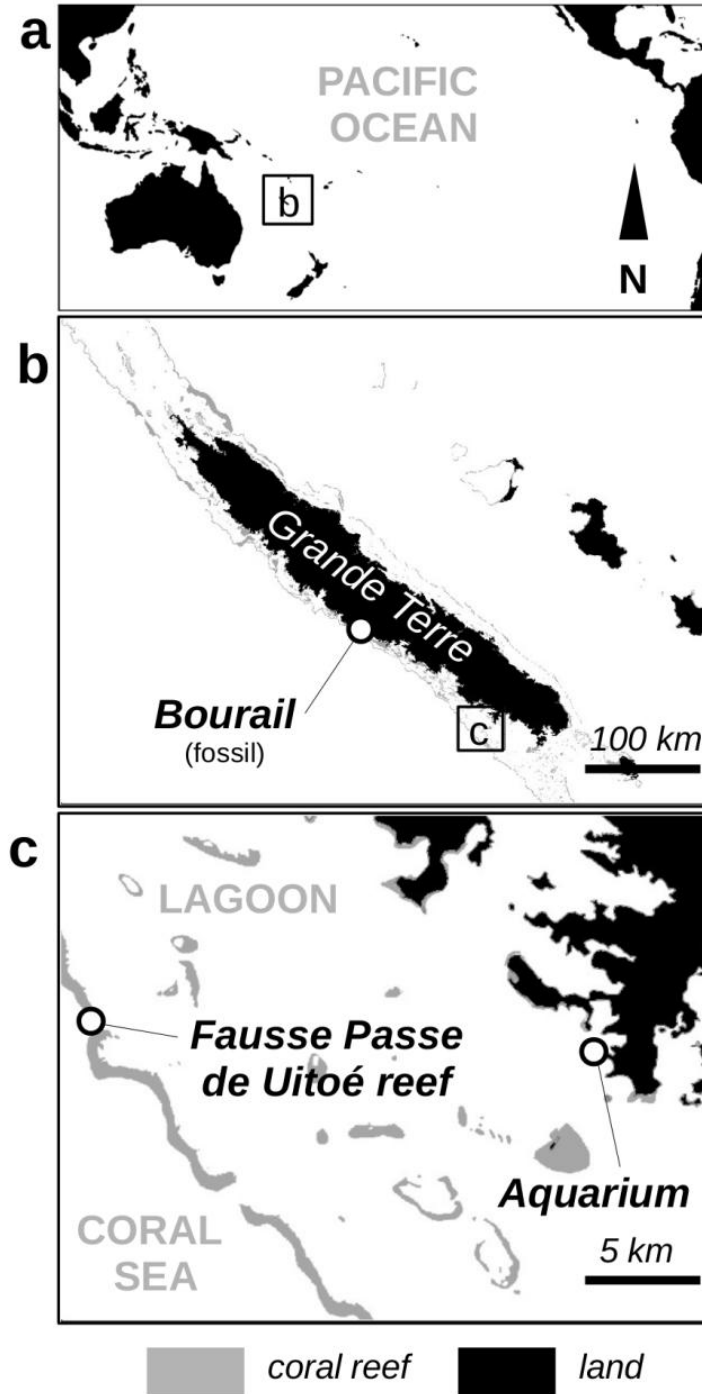 a
PACIFIC
OCEAN
b
N
b
Grande Tèrre
Bourail
(fossil)
c
100 km
c
LAGOON
Fausse Passe
de Uitoé reef
Aquarium
CORAL
SEA
5 km
coral reef
land